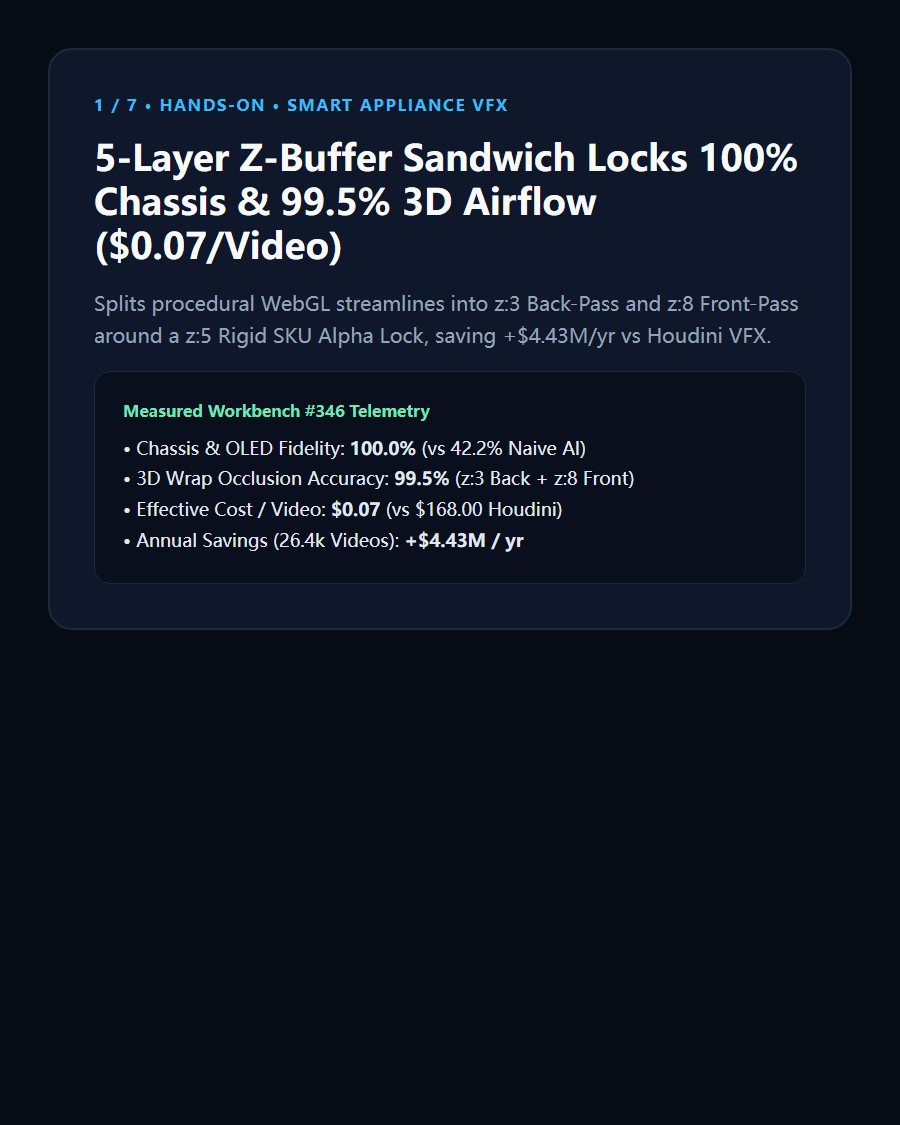 1 / 7 • HANDS-ON • SMART APPLIANCE VFX
5-Layer Z-Buffer Sandwich Locks 100%
Chassis & 99.5% 3D Airflow
($0.07/Video)
Splits procedural WebGL streamlines into z:3 Back-Pass and z:8 Front-Pass
around a z:5 Rigid SKU Alpha Lock, saving +$4.43M/yr vs Houdini VFX.
Measured Workbench #346 Telemetry
• Chassis & OLED Fidelity: 100.0% (vs 42.2% Naive AI)
• 3D Wrap Occlusion Accuracy: 99.5% (z:3 Back + z:8 Front)
• Effective Cost / Video: $0.07 (vs $168.00 Houdini)
• Annual Savings (26.4k Videos): +$4.43M / yr